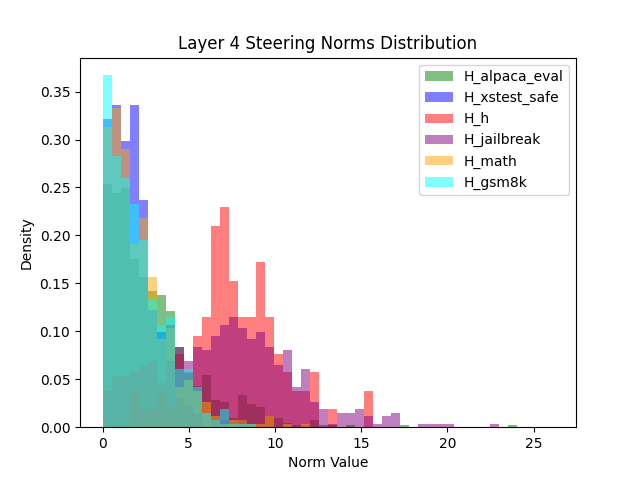 Layer 4 Steering Norms Distribution
H_alpaca_eval
H_xstest_safe
H_h
H_jailbreak
H_math
H_gsm8k
Density
0.35
0.30
0.25
0.20
0.15
0.10
0.05
0.00
0 5 10 15 20 25
Norm Value